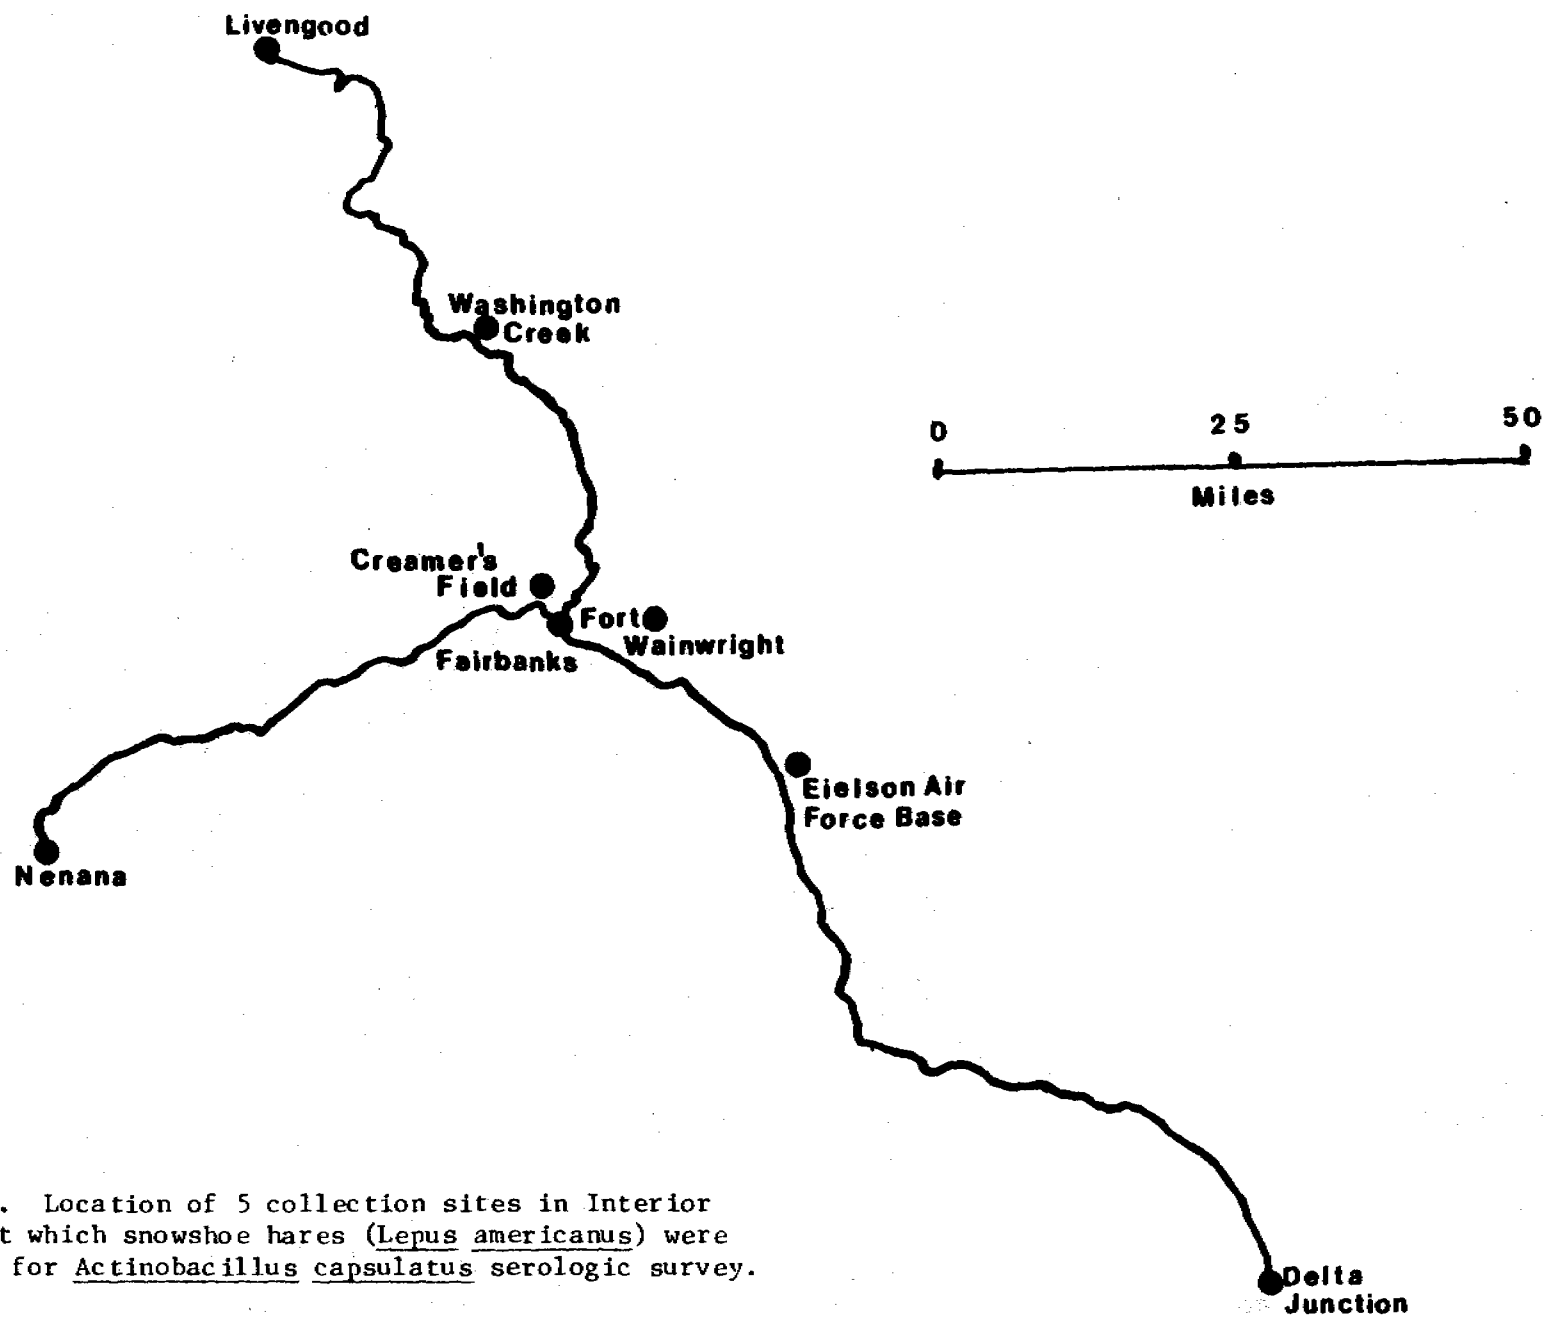 Livengood
Washington
Creek
0 25 50
Miles
Creamer's
Field
Fort
Wainwright
Fairbanks
Eielson Air
Force Base
Nenana
. Location of 5 collection sites in Interior
t which snowshoe hares (Lepus americanus) were
for Actinobacillus capsulatus serologic survey.
Delta
Junction